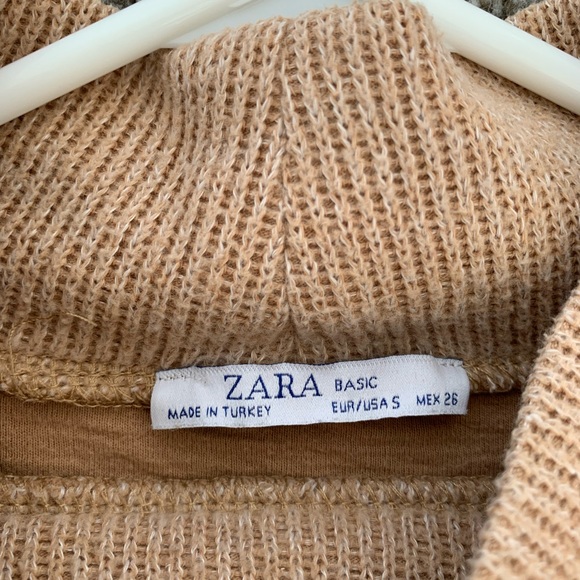 ZARA BASIC
MADE IN TURKEY EUR/USA S MEX 26